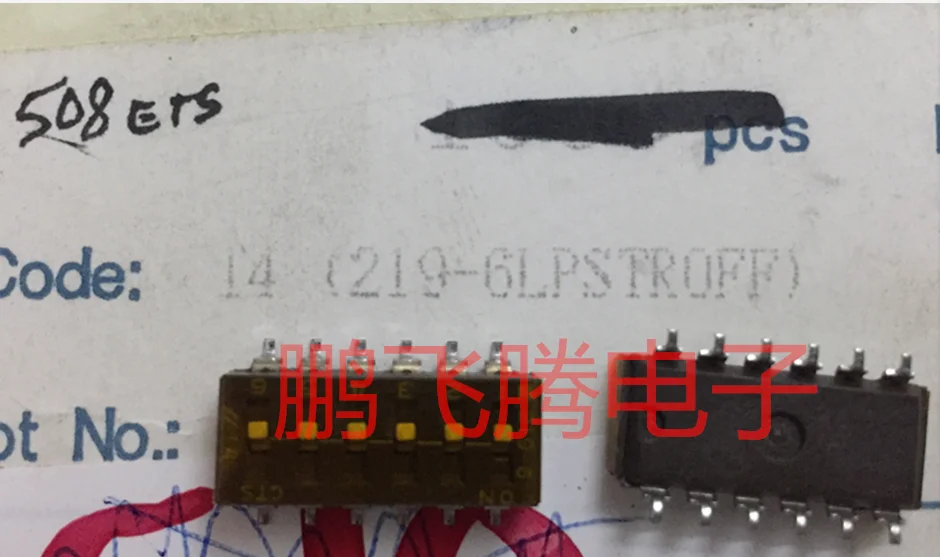 508 ETS
pcs
Code: 14 (219-6LPSTROFF)
鹏飞腾电子
ot No.:
CTS
ON